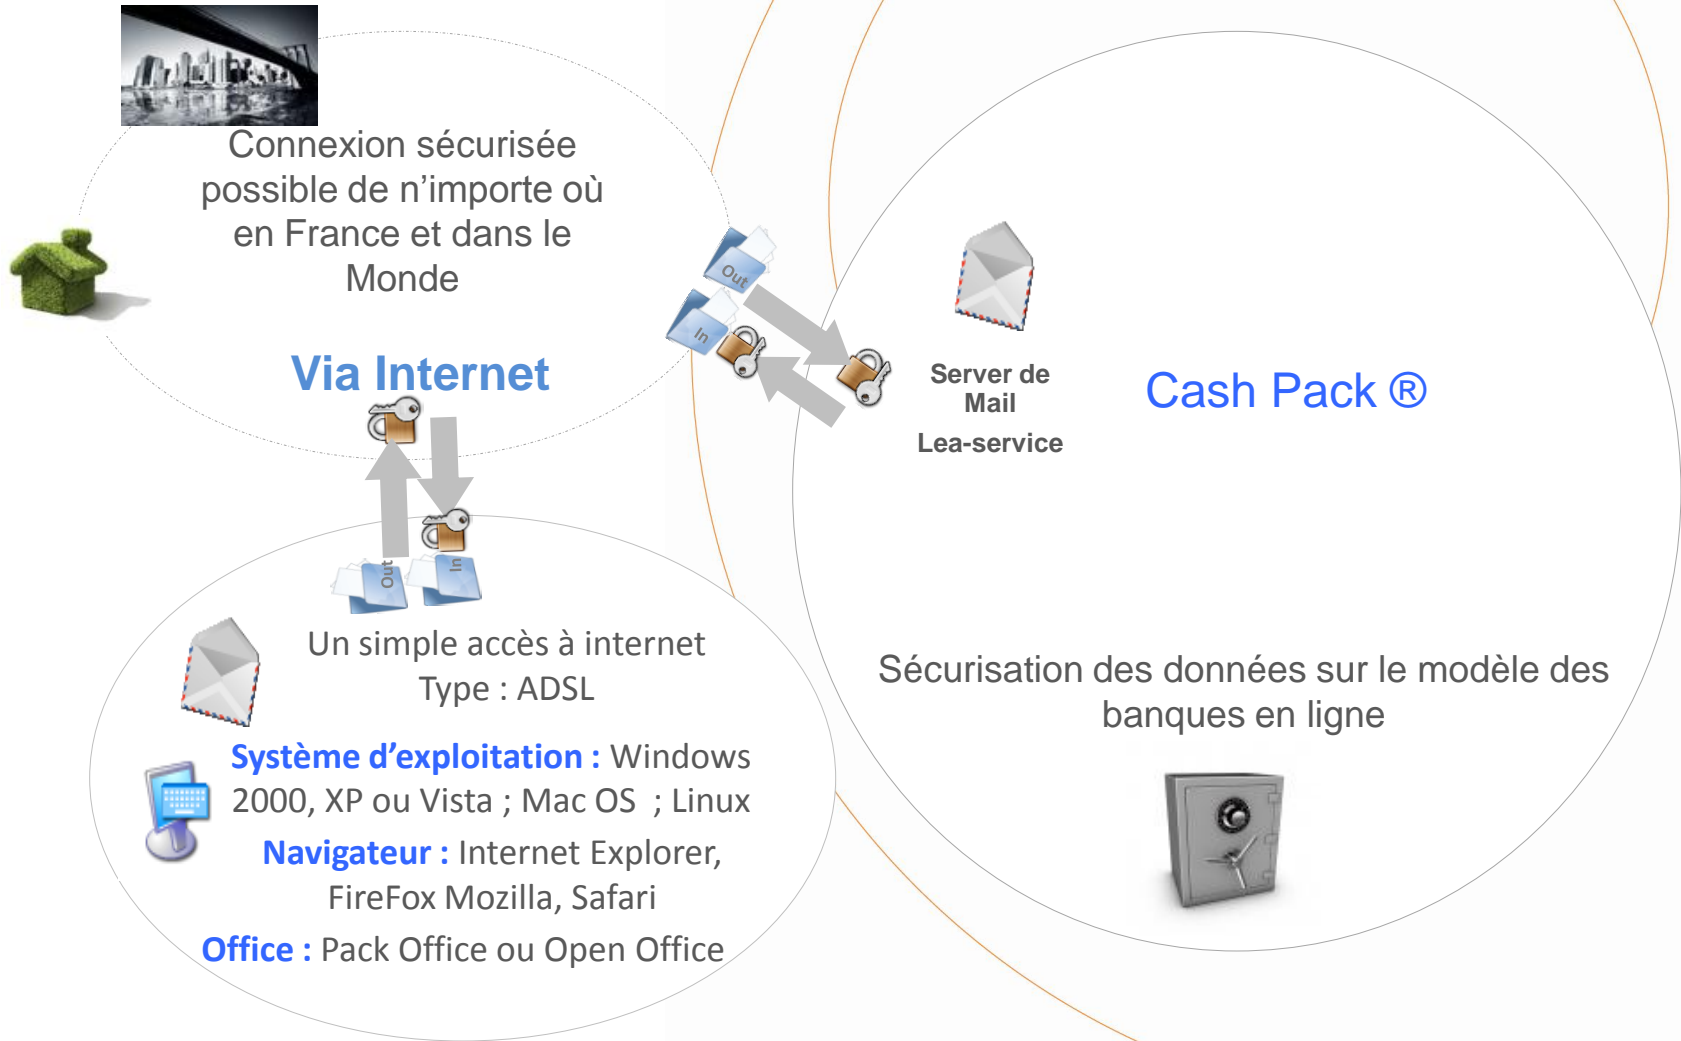 Connexion sécurisée
possible de n’importe où
en France et dans le
Monde
Via Internet
Out
In
Server de
Mail
Lea-service
Cash Pack ®
Out
In
Un simple accès à internet
Type : ADSL
Système d’exploitation : Windows
2000, XP ou Vista ; Mac OS  ; Linux
Navigateur : Internet Explorer,
FireFox Mozilla, Safari
Office : Pack Office ou Open Office
Sécurisation des données sur le modèle des
banques en ligne